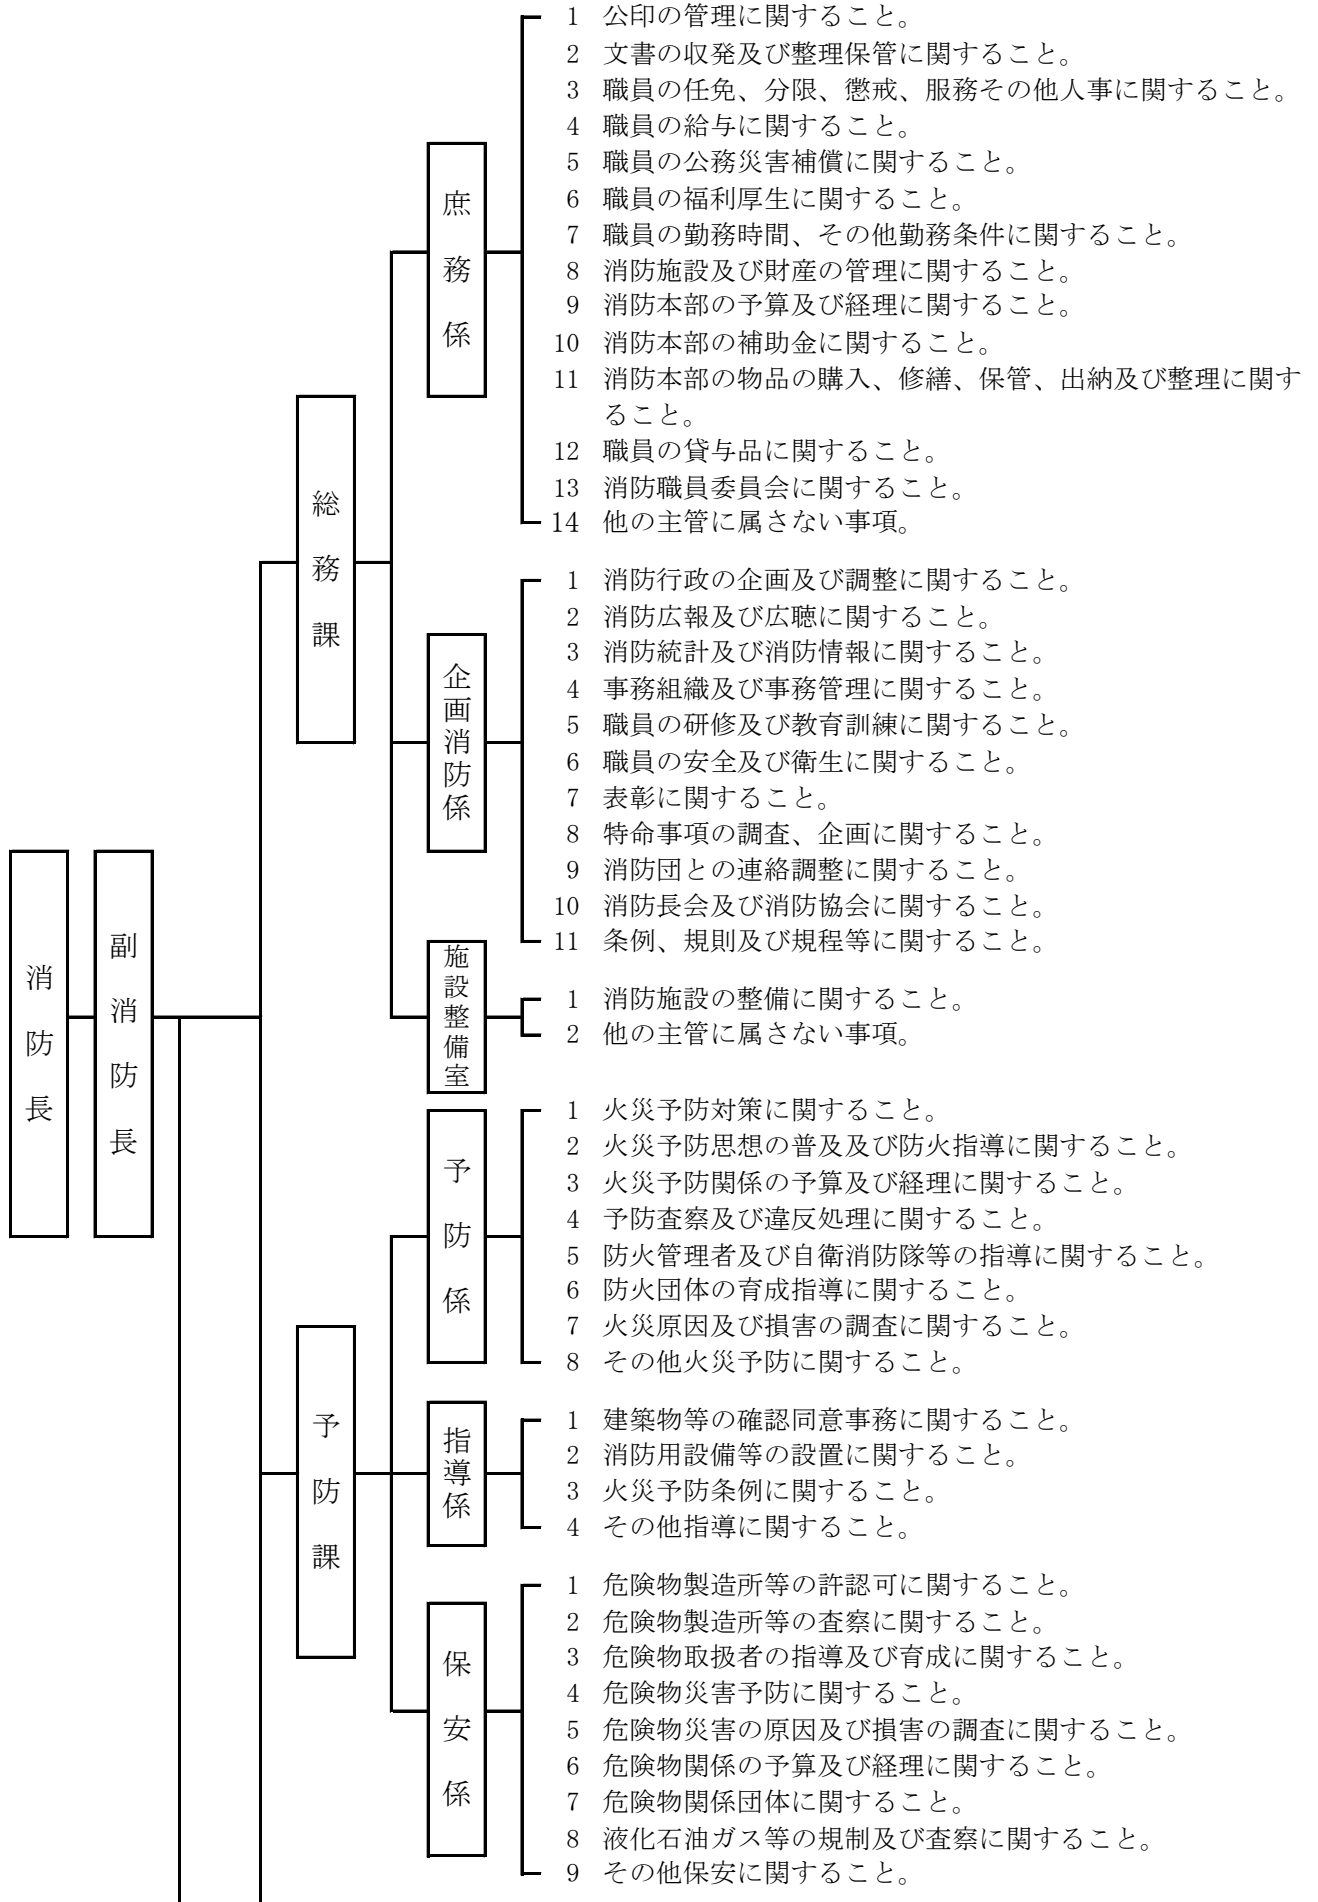 消防長
副消防長
総務課
庶務係
1 公印の管理に関すること。
2 文書の収発及び整理保管に関すること。
3 職員の任免、分限、懲戒、服務その他人事に関すること。
4 職員の給与に関すること。
5 職員の公務災害補償に関すること。
6 職員の福利厚生に関すること。
7 職員の勤務時間、その他勤務条件に関すること。
8 消防施設及び財産の管理に関すること。
9 消防本部の予算及び経理に関すること。
10 消防本部の補助金に関すること。
11 消防本部の物品の購入、修繕、保管、出納及び整理に関す
ること。
12 職員の貸与品に関すること。
13 消防職員委員会に関すること。
14 他の主管に属さない事項。
企画消防係
1 消防行政の企画及び調整に関すること。
2 消防広報及び広聴に関すること。
3 消防統計及び消防情報に関すること。
4 事務組織及び事務管理に関すること。
5 職員の研修及び教育訓練に関すること。
6 職員の安全及び衛生に関すること。
7 表彰に関すること。
8 特命事項の調査、企画に関すること。
9 消防団との連絡調整に関すること。
10 消防長会及び消防協会に関すること。
11 条例、規則及び規程等に関すること。
施設整備室
1 消防施設の整備に関すること。
2 他の主管に属さない事項。
予防課
予防係
1 火災予防対策に関すること。
2 火災予防思想の普及及び防火指導に関すること。
3 火災予防関係の予算及び経理に関すること。
4 予防査察及び違反処理に関すること。
5 防火管理者及び自衛消防隊等の指導に関すること。
6 防火団体の育成指導に関すること。
7 火災原因及び損害の調査に関すること。
8 その他火災予防に関すること。
指導係
1 建築物等の確認同意事務に関すること。
2 消防用設備等の設置に関すること。
3 火災予防条例に関すること。
4 その他指導に関すること。
保安係
1 危険物製造所等の許認可に関すること。
2 危険物製造所等の査察に関すること。
3 危険物取扱者の指導及び育成に関すること。
4 危険物災害予防に関すること。
5 危険物災害の原因及び損害の調査に関すること。
6 危険物関係の予算及び経理に関すること。
7 危険物関係団体に関すること。
8 液化石油ガス等の規制及び査察に関すること。
9 その他保安に関すること。